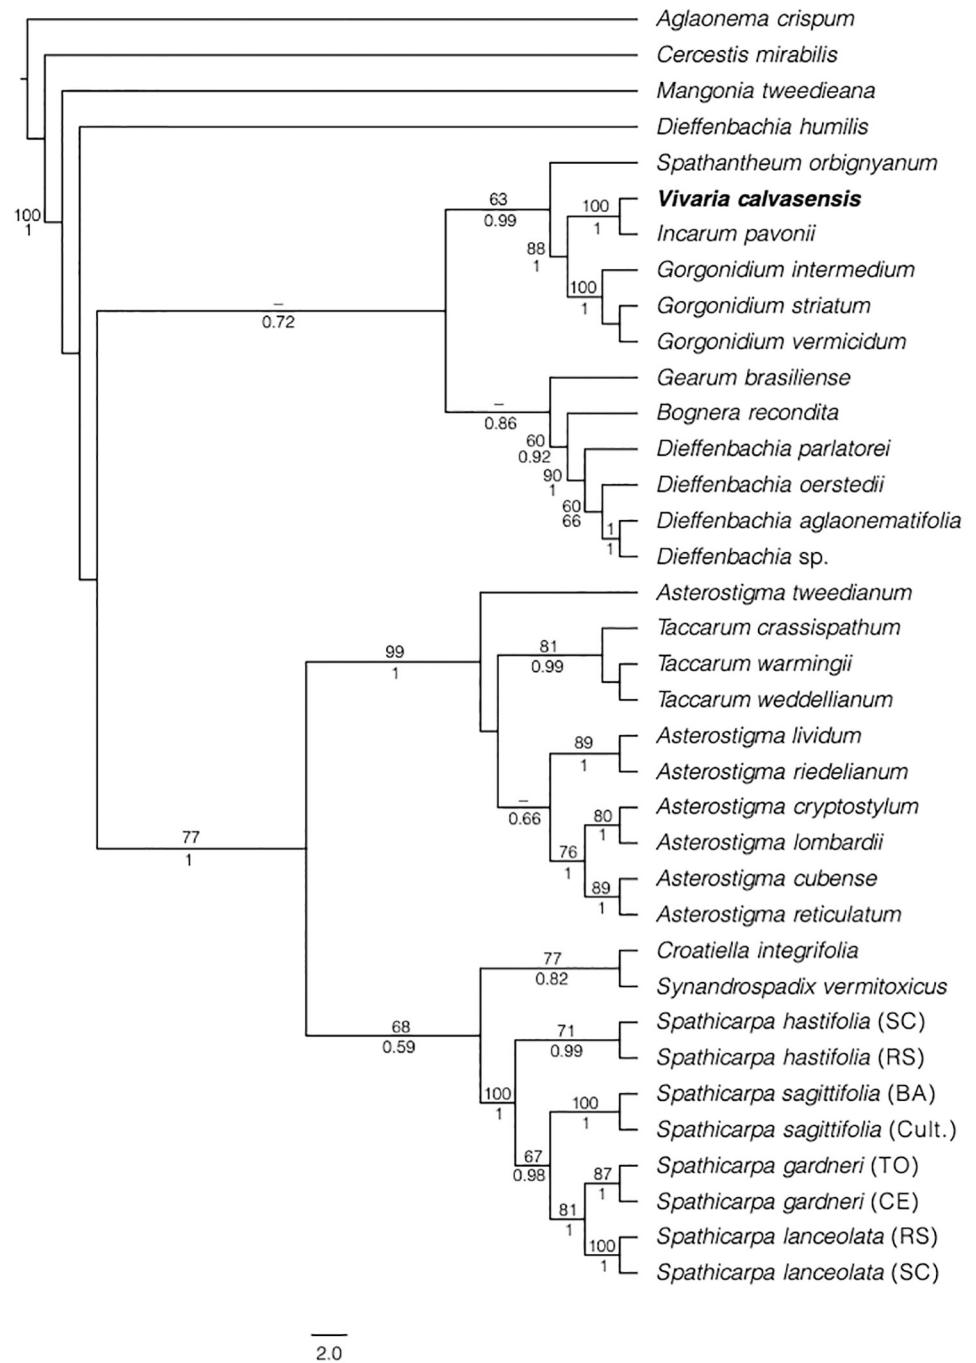 Aglaonema crispum
Cercestis mirabilis
Mangonia tweedieana
Dieffenbachia humilis
Spathantheum orbignyanum
63
0.99
Vivaria calvasensis
100
1
Incarum pavonii
100
1
88
1
Gorgonidium intermedium
100
1
Gorgonidium striatum
–
0.72
Gorgonidium vermicidum
Gearum brasiliense
–
0.86
Bognera recondita
60
0.92
Dieffenbachia parlatorei
90
1
Dieffenbachia oerstedii
60
66
Dieffenbachia aglaonematifolia
1
1
Dieffenbachia sp.
Asterostigma tweedianum
Taccarum crassispathum
99
1
81
0.99
Taccarum warmingii
Taccarum weddellianum
Asterostigma lividum
89
1
Asterostigma riedelianum
–
0.66
Asterostigma cryptostylum
80
1
Asterostigma lombardii
77
1
76
1
Asterostigma cubense
89
1
Asterostigma reticulatum
Croatiella integrifolia
77
0.82
Synandrospadix vermitoxicus
Spathicarpa hastifolia (SC)
68
0.59
71
0.99
Spathicarpa hastifolia (RS)
Spathicarpa sagittifolia (BA)
100
1
100
1
Spathicarpa sagittifolia (Cult.)
67
0.98
Spathicarpa gardneri (TO)
87
1
Spathicarpa gardneri (CE)
81
1
Spathicarpa lanceolata (RS)
100
1
Spathicarpa lanceolata (SC)
2.0